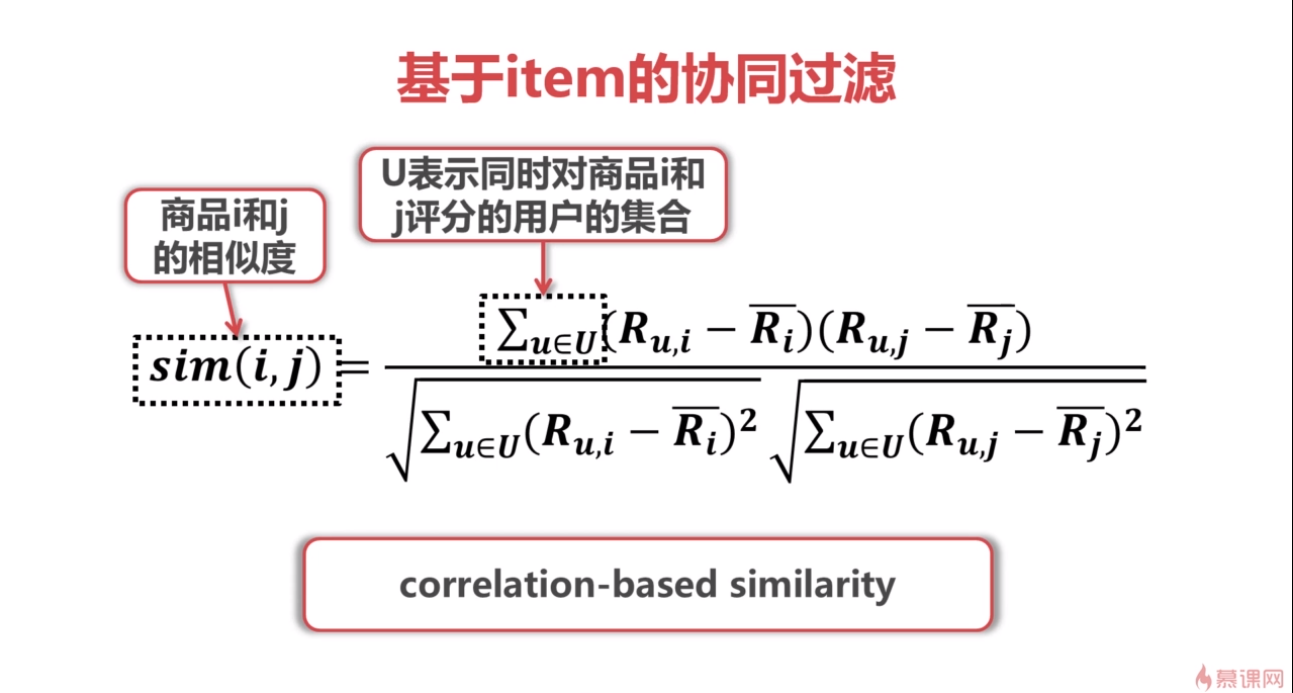 基于item的协同过滤
U表示同时对商品i和
j评分的用户的集合
商品i和j
的相似度
sim(i,j) = \frac{\sum_{u∈U}(R_{u,i} − \overline{R_i})(R_{u,j} − \overline{R_j})}{\sqrt{\sum_{u∈U}(R_{u,i} − \overline{R_i})^2} \sqrt{\sum_{u∈U}(R_{u,j} − \overline{R_j})^2}}
correlation-based similarity
慕课网